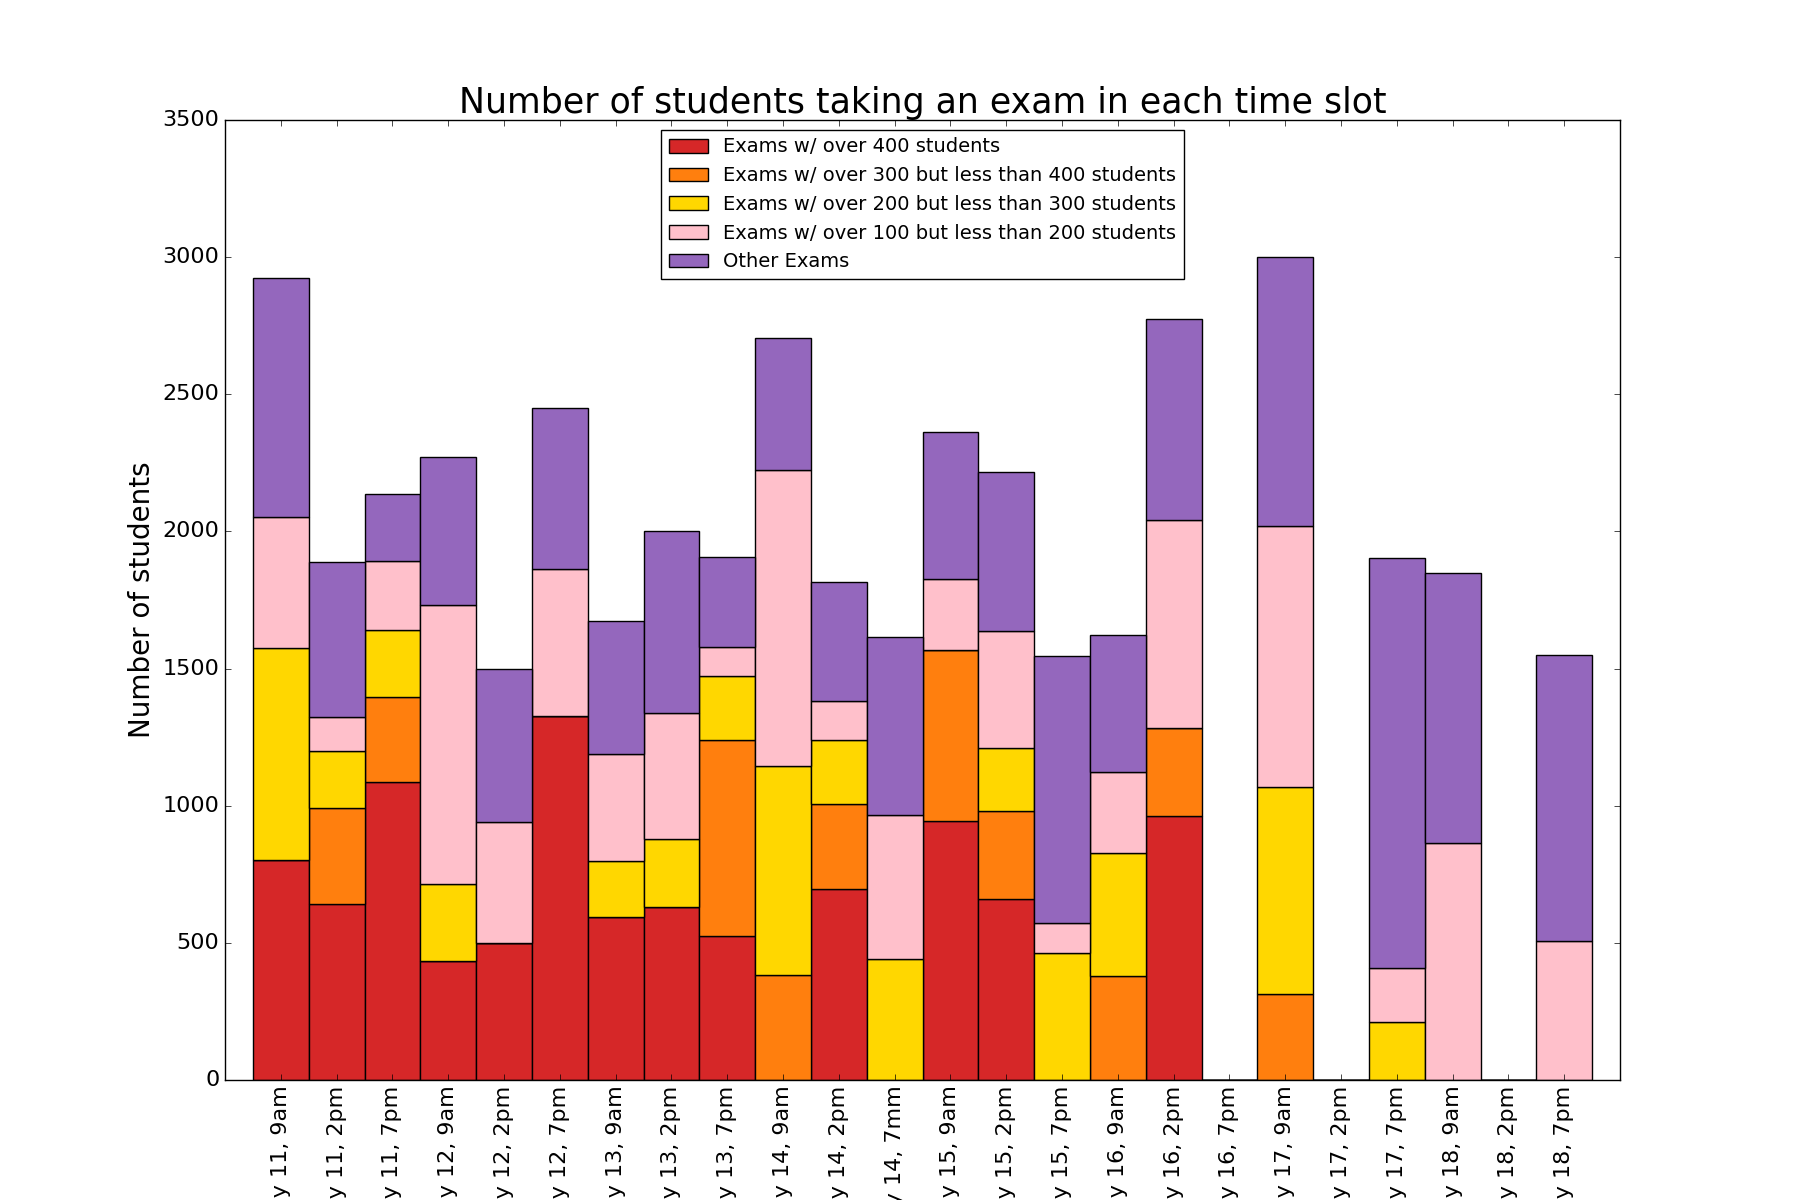 Number of students taking an exam in each time slot
Exams w/ over 400 students
Exams w/ over 300 but less than 400 students
Exams w/ over 200 but less than 300 students
Exams w/ over 100 but less than 200 students
Other Exams
Number of students
3500
3000
2500
2000
1500
1000
500
0
y 11, 9am
y 11, 2pm
y 11, 7pm
y 12, 9am
y 12, 2pm
y 12, 7pm
y 13, 9am
y 13, 2pm
y 13, 7pm
y 14, 9am
y 14, 2pm
y 14, 7mm
y 15, 9am
y 15, 2pm
y 15, 7pm
y 16, 9am
y 16, 2pm
y 16, 7pm
y 17, 9am
y 17, 2pm
y 17, 7pm
y 18, 9am
y 18, 2pm
y 18, 7pm